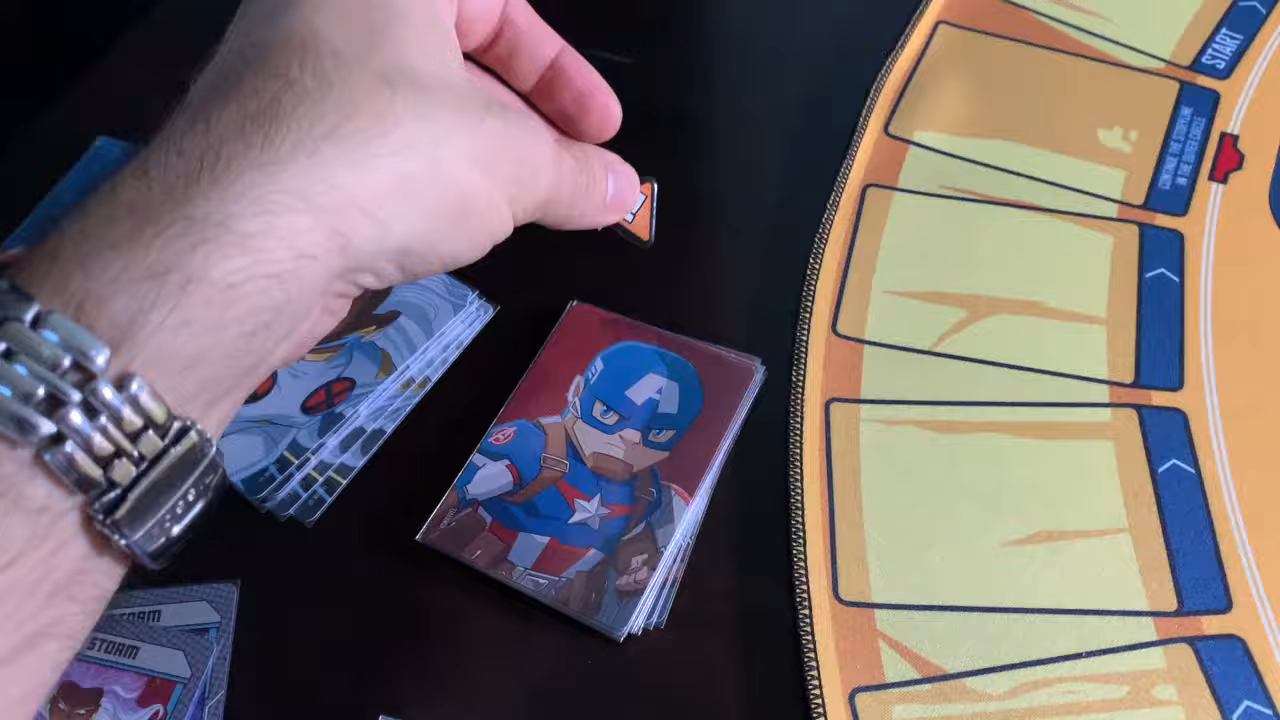 START
CONTINUE THE STORYLINE
IN THE OUTER CIRCLE
A
STORM
STORM